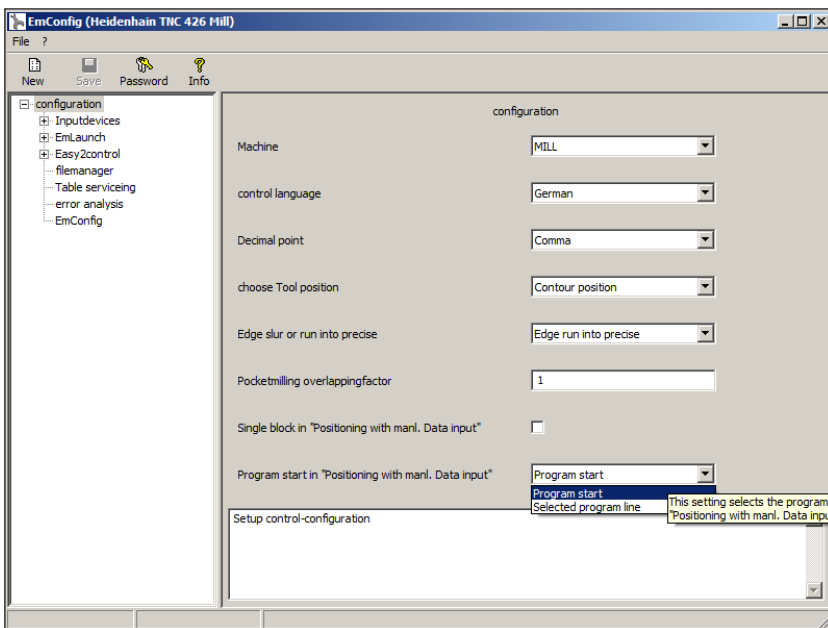 EmConfig (Heidenhain TNC 426 Mill)
File ?
New Save Password Info
configuration
Inputdevices
EmLaunch
Easy2control
filemanager
Table serviceing
error analysis
EmConfig
configuration
Machine MILL
control language German
Decimal point Comma
choose Tool position Contour position
Edge slur or run into precise Edge run into precise
Pocketmilling overlappingfactor 1
Single block in "Positioning with manl. Data input"
Program start in "Positioning with manl. Data input" Program start
Program start
Selected program line
This setting selects the program
"Positioning with manl. Data inpu
Setup control-configuration